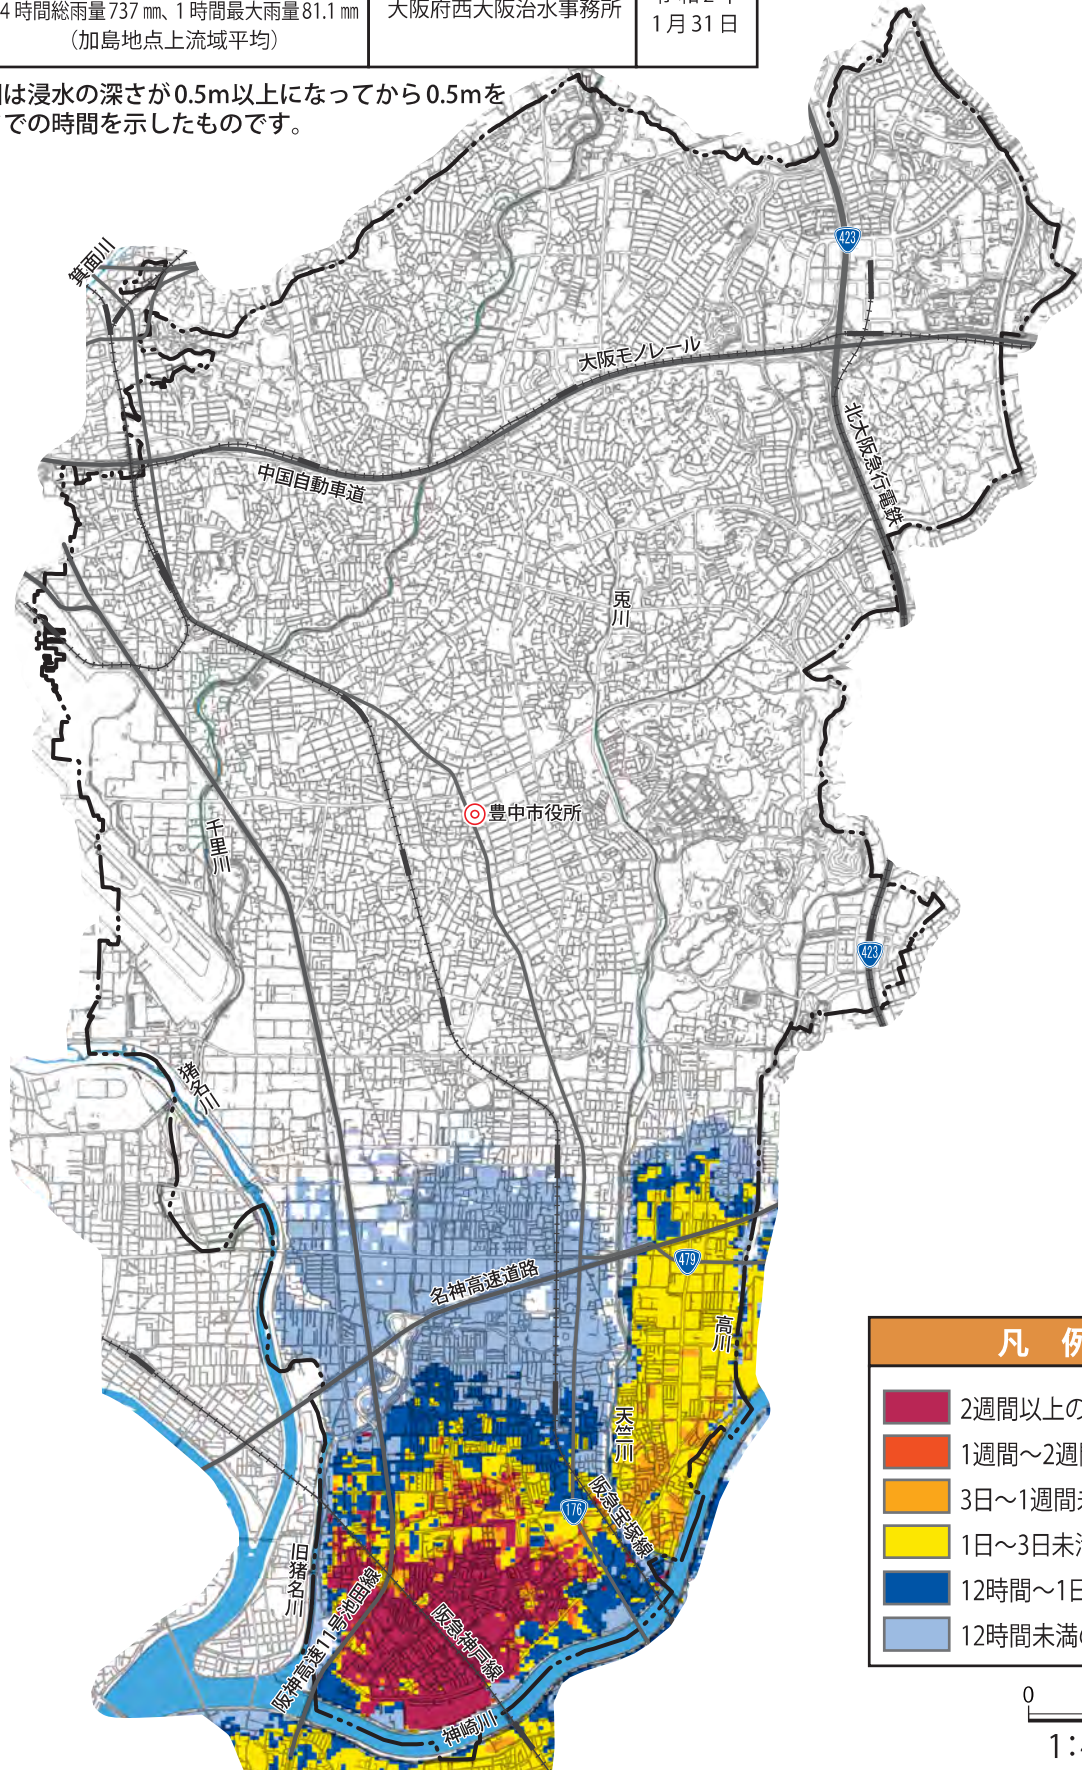 4時間総雨量737㎜、1時間最大雨量81.1㎜
（加島地点上流域平均）
大阪府西大阪治水事務所
1月31日
は浸水の深さが0.5m以上になってから0.5mを
での時間を示したものです。
423
箕面川
大阪モノレール
北大阪急行電鉄
中国自動車道
兎川
豊中市役所
千里川
423
猪名川
479
名神高速道路
高川
天竺川
176
阪急宝塚線
旧猪名川
阪神高速11号池田線
阪急神戸線
神崎川
凡 例
2週間以上の
1週間～2週間
3日～1週間未
1日～3日未満
12時間～1日
12時間未満の
0
1：